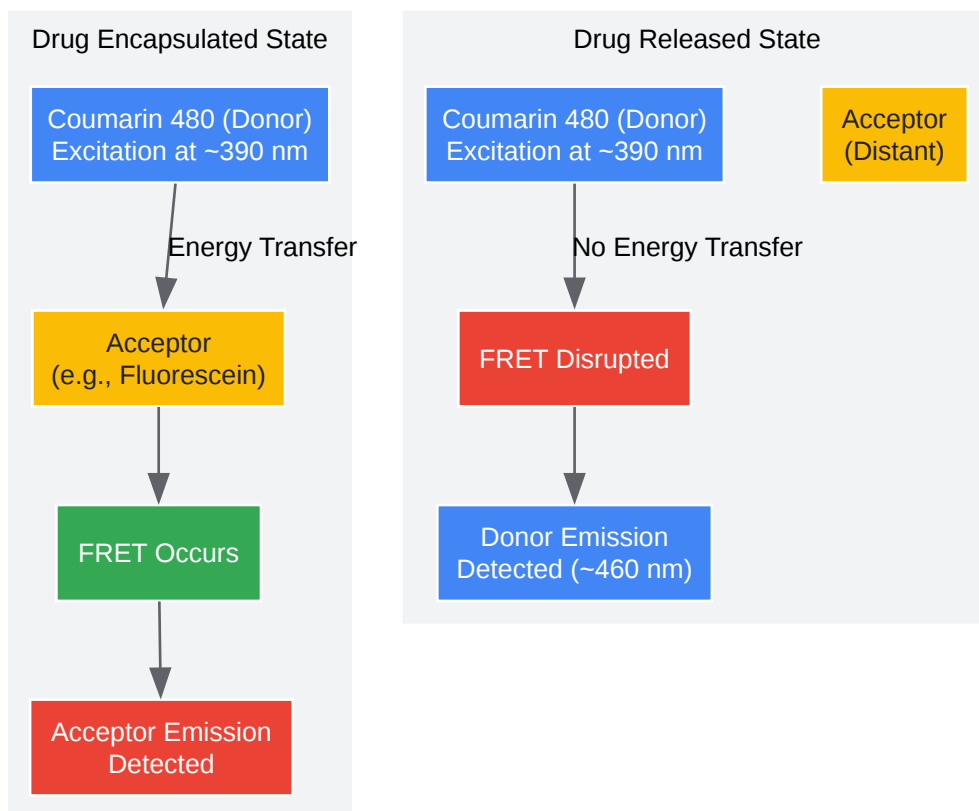 Drug Encapsulated State
Coumarin 480 (Donor)
Excitation at ~390 nm
Energy Transfer
Acceptor
(e.g., Fluorescein)
FRET Occurs
Acceptor Emission
Detected
Drug Released State
Coumarin 480 (Donor)
Excitation at ~390 nm
Acceptor
(Distant)
No Energy Transfer
FRET Disrupted
Donor Emission
Detected (~460 nm)